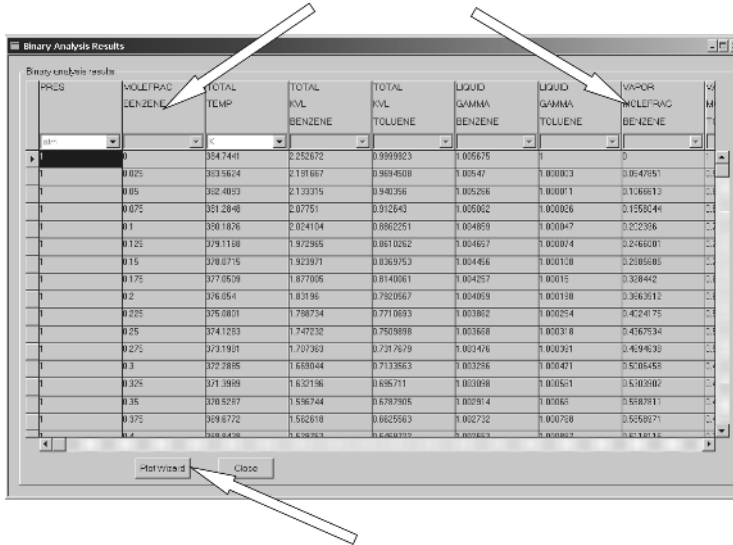 Binary Analysis Results
Binary analysis results
PRES MOLEFRAC TOTAL TOTAL TOTAL LIQUID LIQUID VAPOR
BENZENE TEMP KVL KVL GAMMA GAMMA MOLEFRAC
BENZENE TOLUENE BENZENE TOLUENE BENZENE
atm K
1 0 384.7441 2.252672 0.9999923 1.005675 1 0 1
1 0.025 383.5624 2.191667 0.9694508 1.00547 1.000003 0.0547851
1 0.05 382.4093 2.133315 0.940356 1.005266 1.000011 0.1066613
1 0.075 381.2848 2.07751 0.912643 1.005062 1.000026 0.1558044
1 0.1 380.1876 2.024104 0.8862251 1.004859 1.000047 0.202396
1 0.125 379.1168 1.972965 0.8610262 1.004657 1.000074 0.2466001
1 0.15 378.0715 1.923971 0.8369753 1.004456 1.000108 0.2885685
1 0.175 377.0509 1.877005 0.8140061 1.004257 1.00015 0.328442
1 0.2 376.054 1.83196 0.7920567 1.004059 1.000198 0.3663512
1 0.225 375.0801 1.788734 0.7710693 1.003862 1.000254 0.4024175
1 0.25 374.1283 1.747232 0.7509898 1.003668 1.000318 0.4367534
1 0.275 373.1981 1.707363 0.7317679 1.003476 1.000391 0.4694638
1 0.3 372.2885 1.669044 0.7133563 1.003286 1.000471 0.5006458
1 0.325 371.3989 1.632196 0.695711 1.003098 1.000561 0.5303902
1 0.35 370.5287 1.596744 0.6787905 1.002914 1.00066 0.5587811
1 0.375 369.6772 1.562618 0.6625563 1.002732 1.000768
1 0.4
Plot Wizard Close